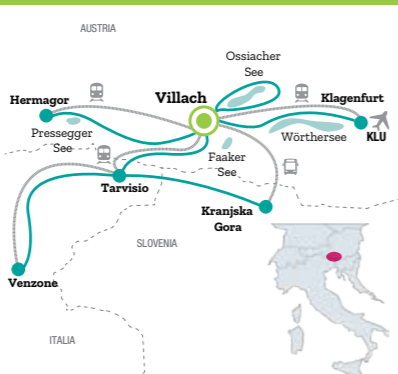 AUSTRIA
Ossiacher
See
Hermagor
Villach
Klagenfurt
Pressegger
See
Wörthersee
KLU
Faaker
See
Tarvisio
Kranjska
Gora
SLOVENIA
Venzone
ITALIA